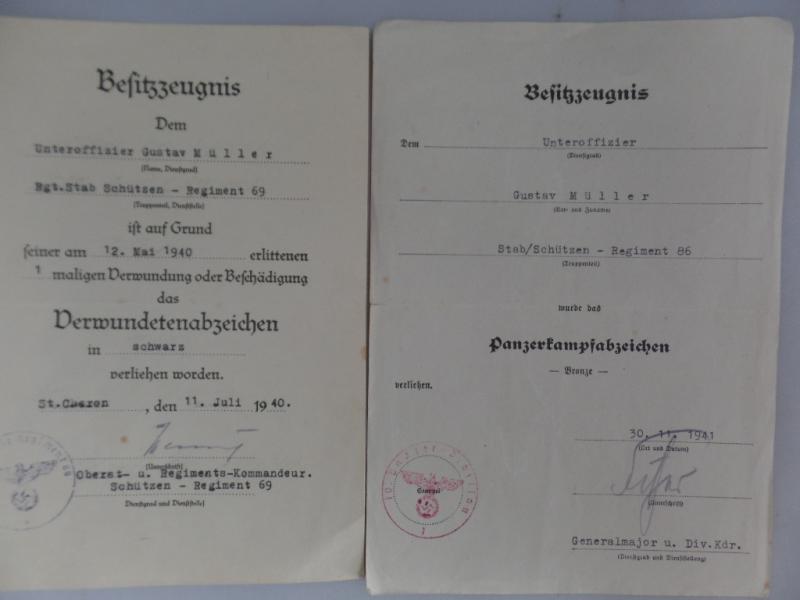 Besitzzeugnis
Dem
Unteroffizier Gustav M ü l l e r
(Name, Dienstgrad)
Rgt.Stab Schützen - Regiment 69
(Truppenteil, Dienststelle)
ist auf Grund
seiner am 12. Mai 1940 erlittenen
1 maligen Verwundung oder Beschädigung
das
Verwundetenabzeichen
in schwarz
verliehen worden.
, den 11. Juli 1940.
(Unterschrift)
Oberst- u. Regiments-Kommandeur.
Schützen - Regiment 69
(Dienstgrad und Dienststelle)
Besitzzeugnis
Dem Unteroffizier
(Dienstgrad)
Gustav M ü l l e r
(Vor- und Zuname)
Stab/Schützen - Regiment 86
(Truppenteil)
wurde das
Panzerkampfabzeichen
— Bronze —
verliehen.
30. 11. 1941
(Ort und Datum)
10. Panzer-Division
Stempel
(Unterschrift)
Generalmajor u. Div.Kdr.
(Dienstgrad und Dienststellung)